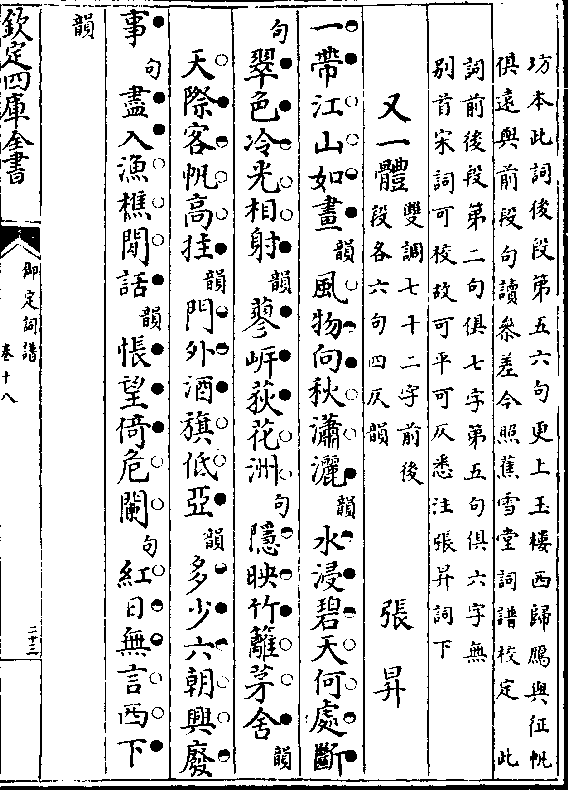 坊本此詞後段第五六句更上玉樓西歸鴈與征帆
俱遠與前段句讀叅差今照蕉雪堂詞譜校定　此
詞前後段第二句俱七字第五句俱六字無
别首宋詞可校故可平可仄悉注張昇詞下
又一體　雙調七十二字前後
段各六句四仄韻　張昇
一帶江山如畫韻風物向秋瀟灑韻水浸碧天何處斷
句翠色冷光相射韻蓼㟁荻花洲句隱映竹籬茅舍韻
天際客帆高挂韻門外酒旗低亞韻多少六朝興廢
事句盡入漁樵閒話韻悵望倚危闌句紅日無言西下
韻
欽定四庫全書
御定詞譜
卷十八
二十三